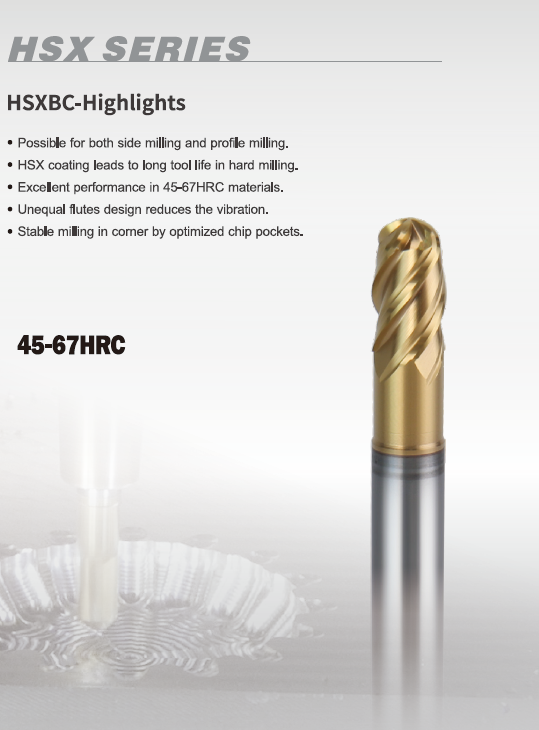 HSX SERIES
HSXBC-Highlights
• Possible for both side milling and profile milling.
• HSX coating leads to long tool life in hard milling.
• Excellent performance in 45-67HRC materials.
• Unequal flutes design reduces the vibration.
• Stable milling in corner by optimized chip pockets.
45-67HRC